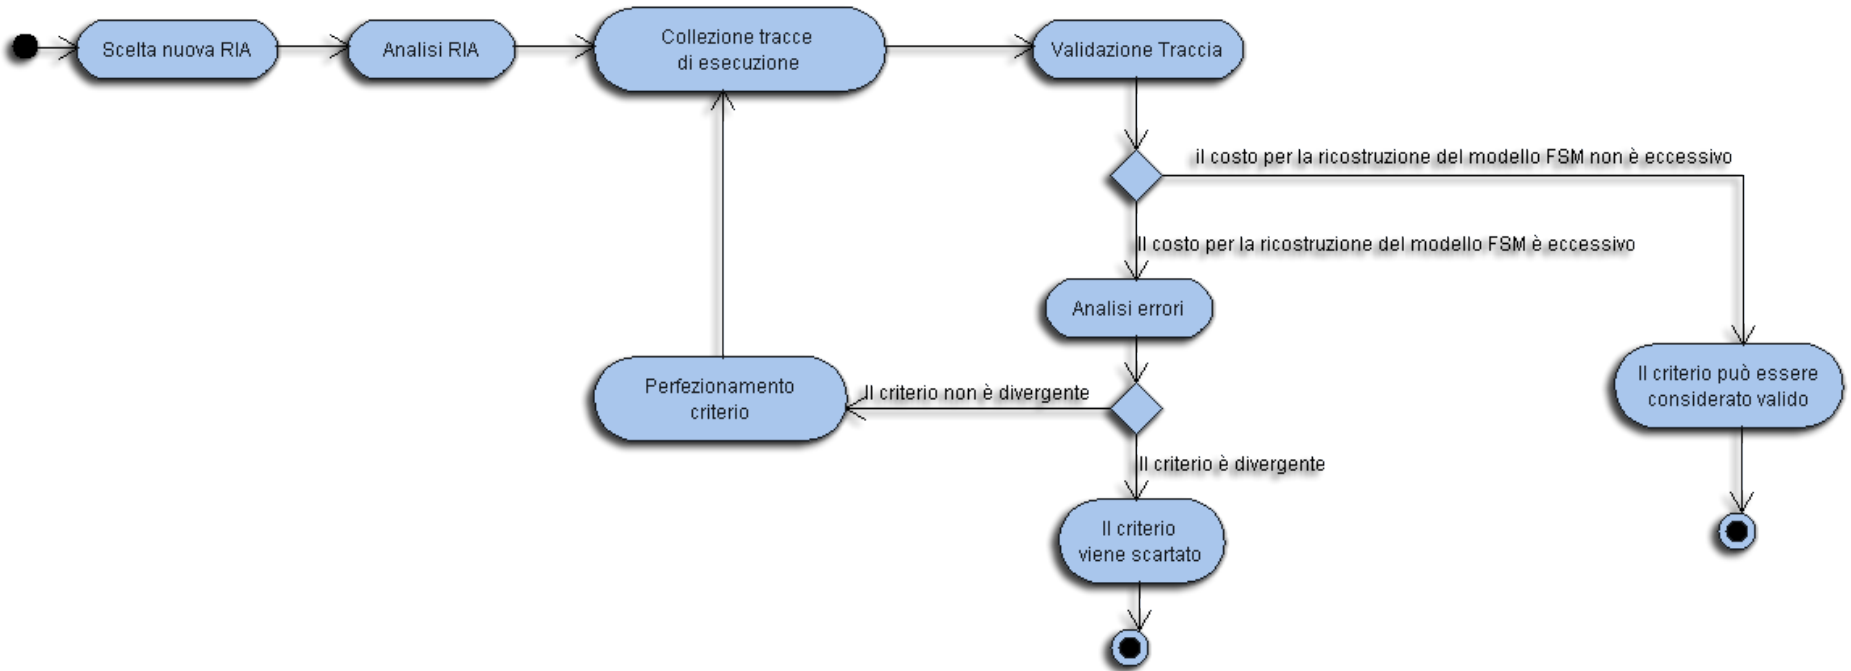 Scelta nuova RIA
Analisi RIA
Collezione tracce
di esecuzione
Validazione Traccia
il costo per la ricostruzione del modello FSM non è eccessivo
Il costo per la ricostruzione del modello FSM è eccessivo
Analisi errori
Il criterio può essere
considerato valido
Perfezionamento
criterio
Il criterio non è divergente
Il criterio è divergente
Il criterio
viene scartato